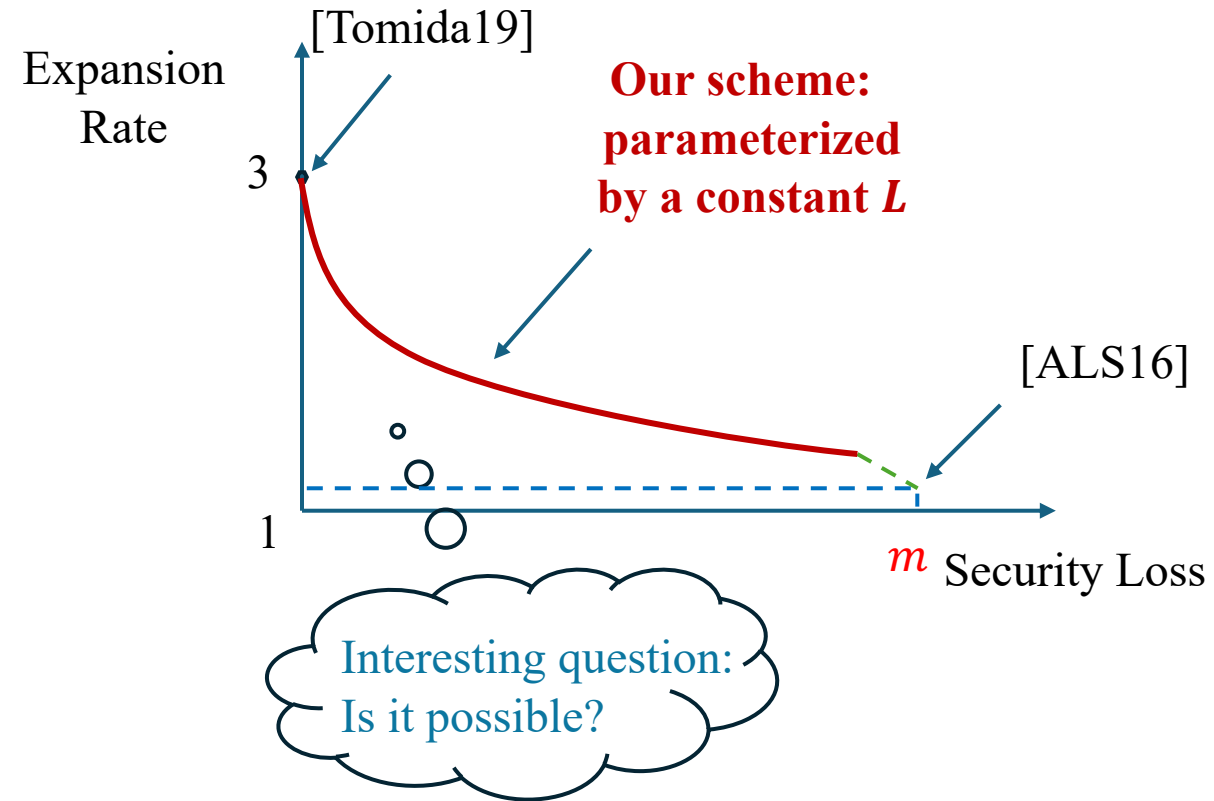 [Tomida19]
Expansion
Rate
Our scheme:
parameterized
by a constant L
3
[ALS16]
1
m
Security Loss
Interesting question:
Is it possible?